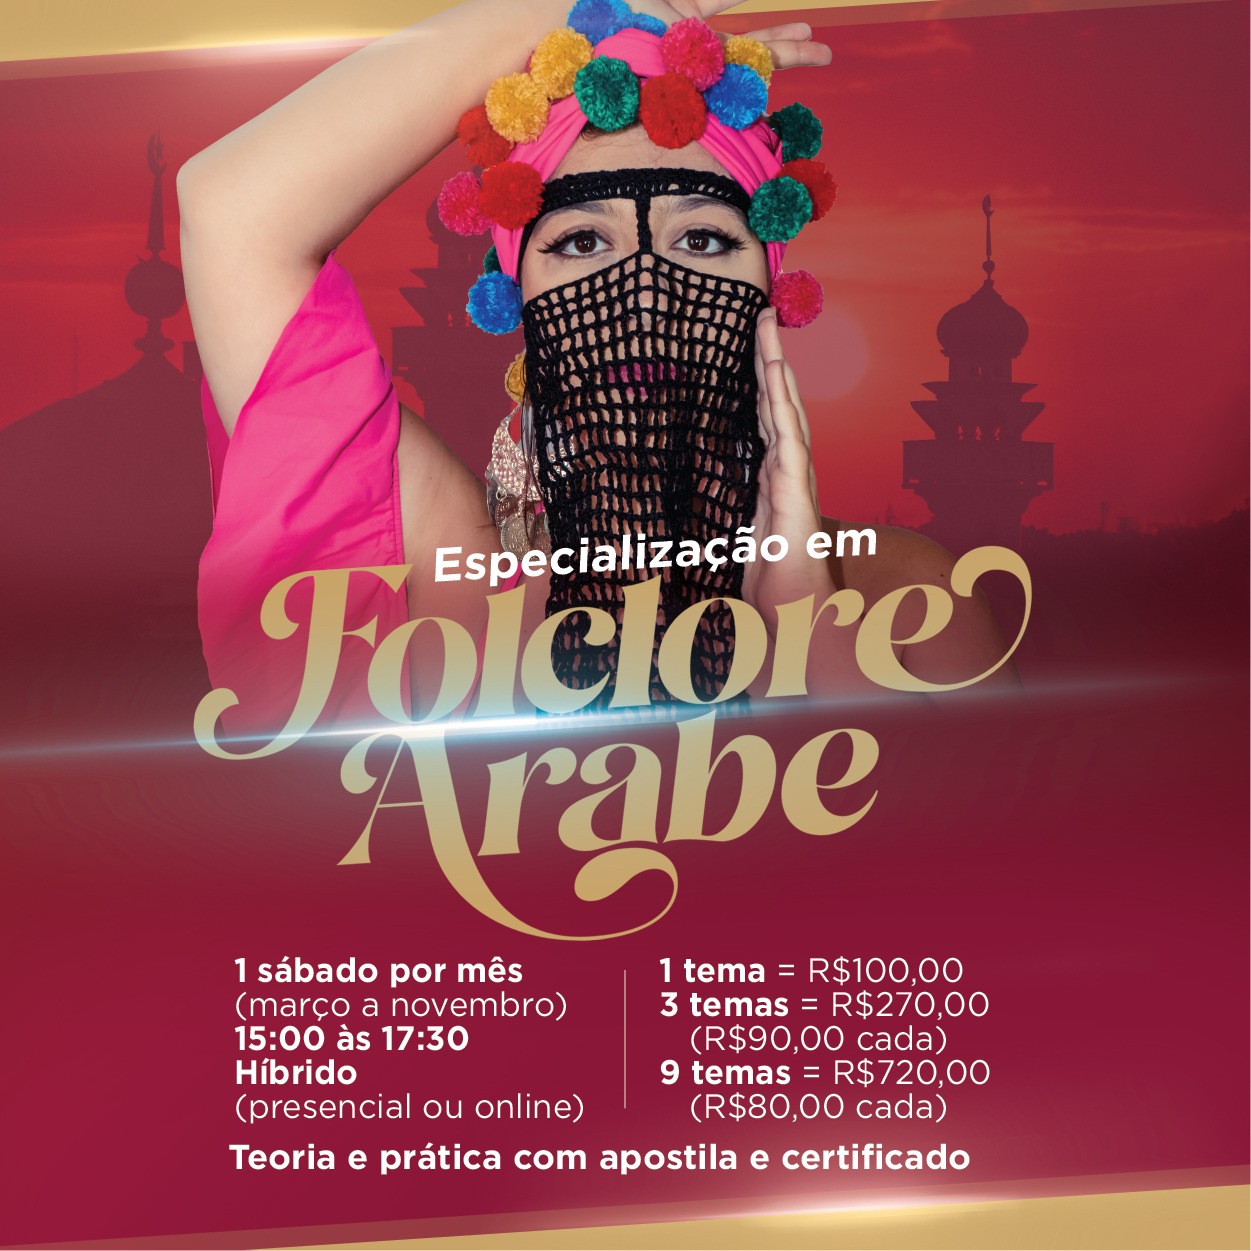 Especialização em
Folclore
Arabe
1 sábado por mês
(março a novembro)
15:00 às 17:30
Híbrido
(presencial ou online)
1 tema = R$100,00
3 temas = R$270,00
(R$90,00 cada)
9 temas = R$720,00
(R$80,00 cada)
Teoria e prática com apostila e certificado